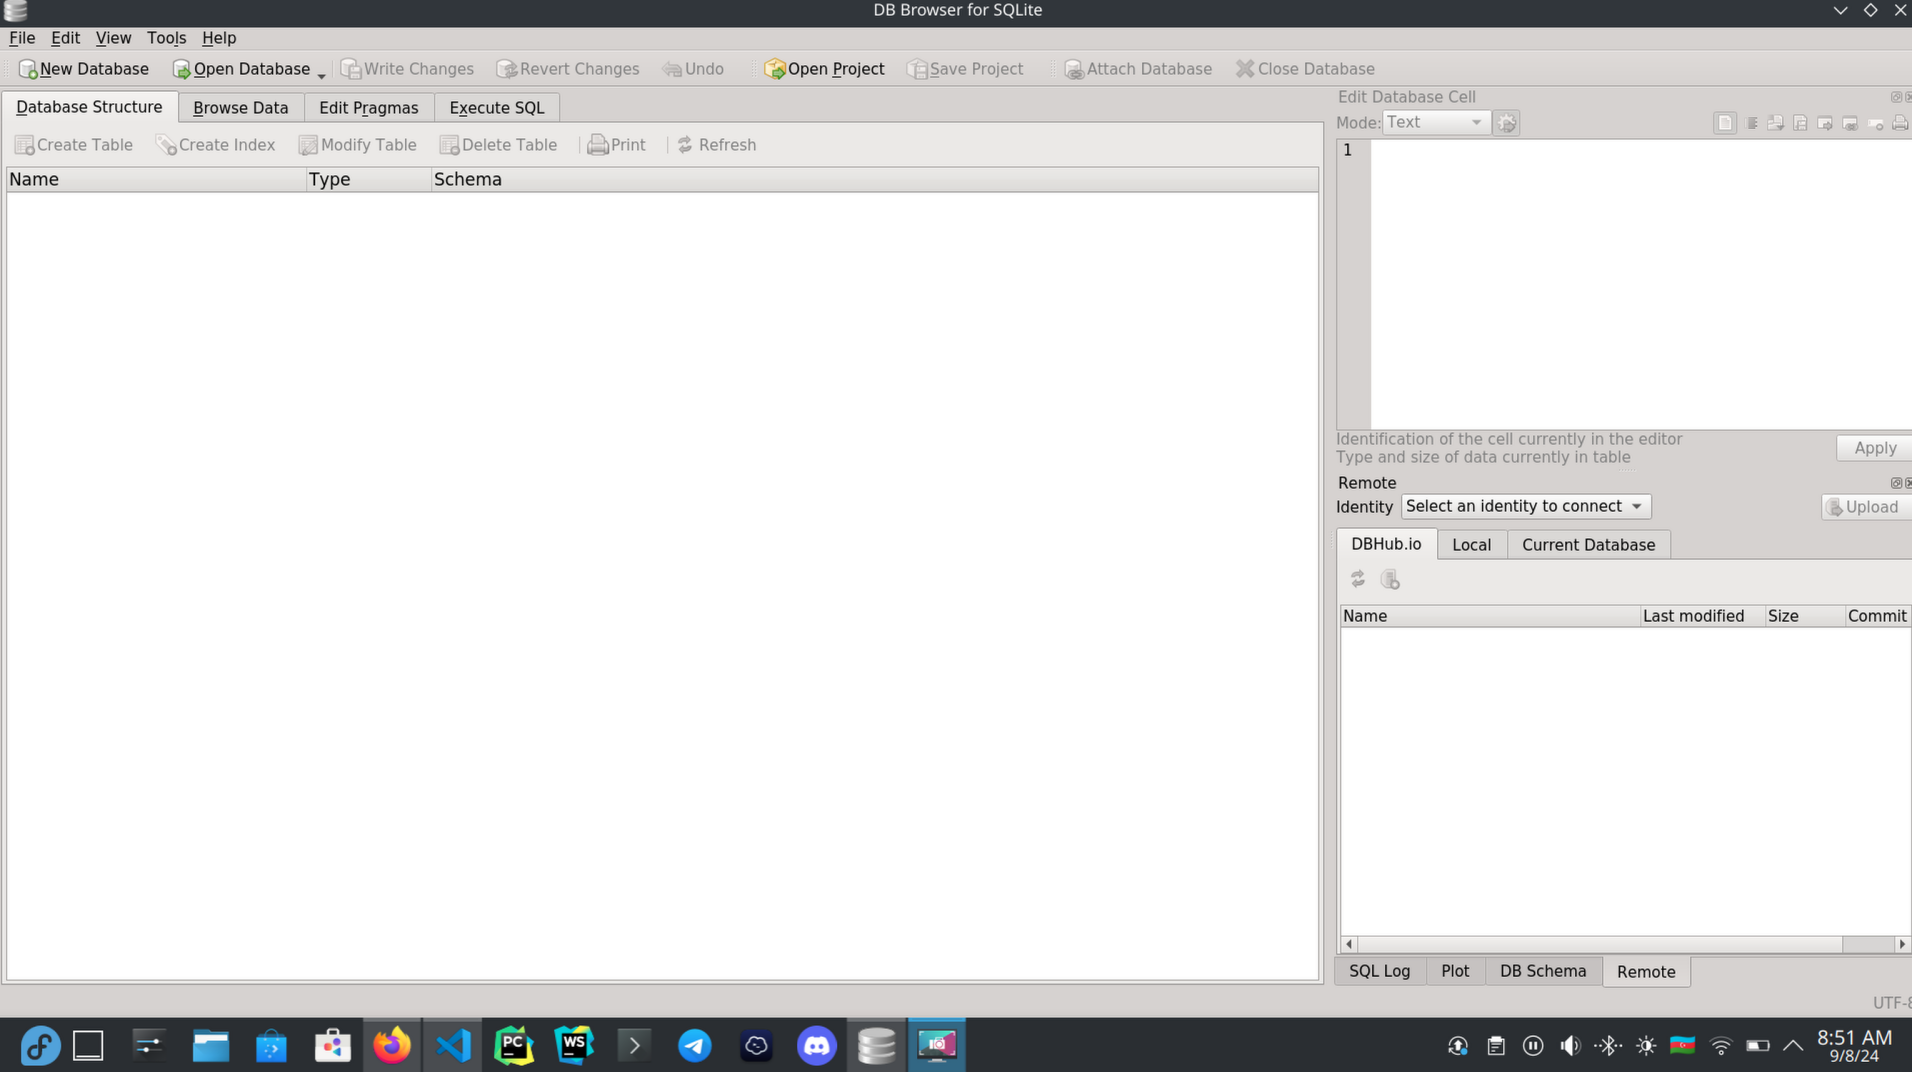 DB Browser for SQLite
File Edit View Tools Help
New Database Open Database Write Changes Revert Changes Undo Open Project Save Project Attach Database Close Database
Database Structure Browse Data Edit Pragmas Execute SQL
Create Table Create Index Modify Table Delete Table Print Refresh
Name Type Schema
Edit Database Cell
Mode: Text
1
Identification of the cell currently in the editor
Type and size of data currently in table
Apply
Remote
Identity Select an identity to connect Upload
DBHub.io Local Current Database
Name Last modified Size Commit
SQL Log Plot DB Schema Remote
UTF-8
PC WS
8:51 AM
9/8/24